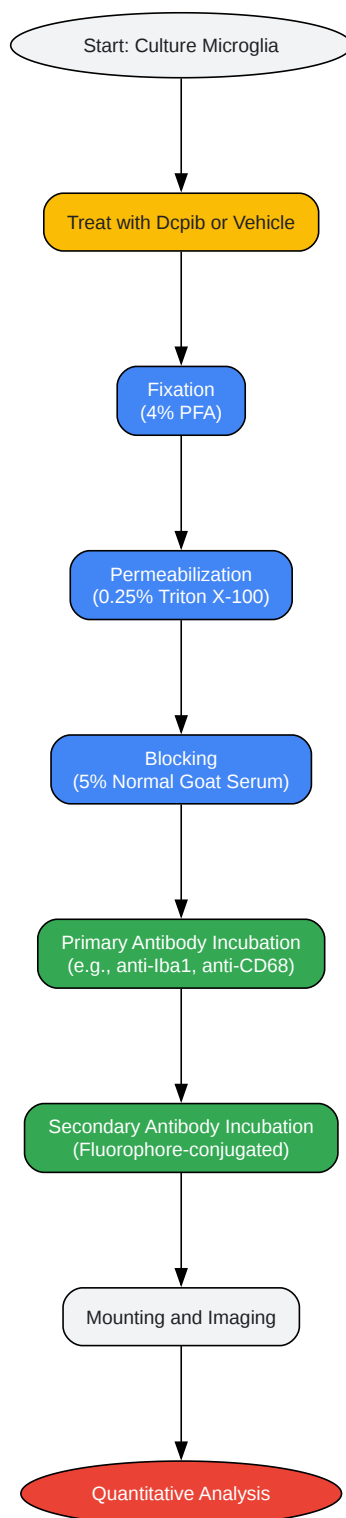 Start: Culture Microglia
Treat with Dcpib or Vehicle
Fixation
(4% PFA)
Permeabilization
(0.25% Triton X-100)
Blocking
(5% Normal Goat Serum)
Primary Antibody Incubation
(e.g., anti-Iba1, anti-CD68)
Secondary Antibody Incubation
(Fluorophore-conjugated)
Mounting and Imaging
Quantitative Analysis